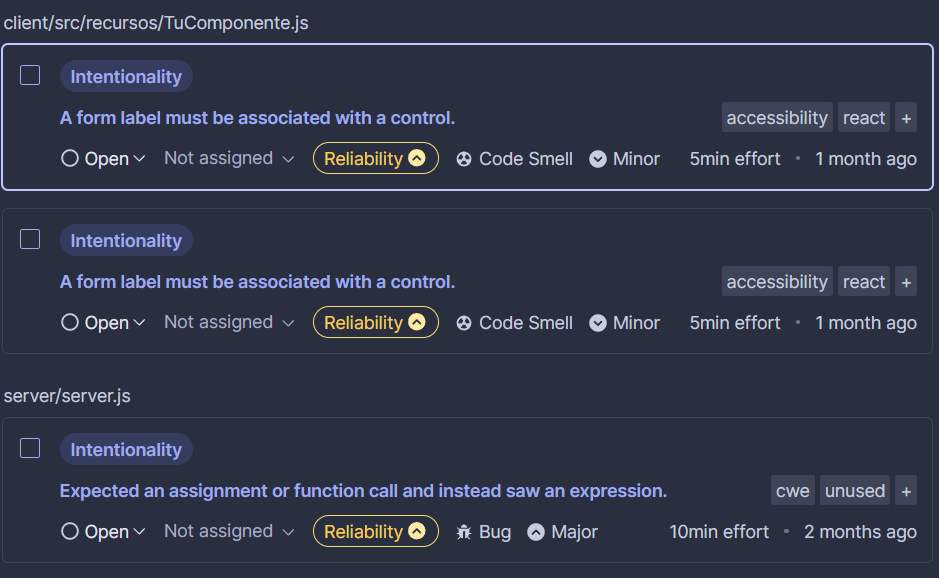 client/src/recursos/TuComponente.js
Intentionality
A form label must be associated with a control.
accessibility react +
Open Not assigned Reliability Code Smell Minor 5min effort • 1 month ago
Intentionality
A form label must be associated with a control.
accessibility react +
Open Not assigned Reliability Code Smell Minor 5min effort • 1 month ago
server/server.js
Intentionality
Expected an assignment or function call and instead saw an expression.
cwe unused +
Open Not assigned Reliability Bug Major 10min effort • 2 months ago